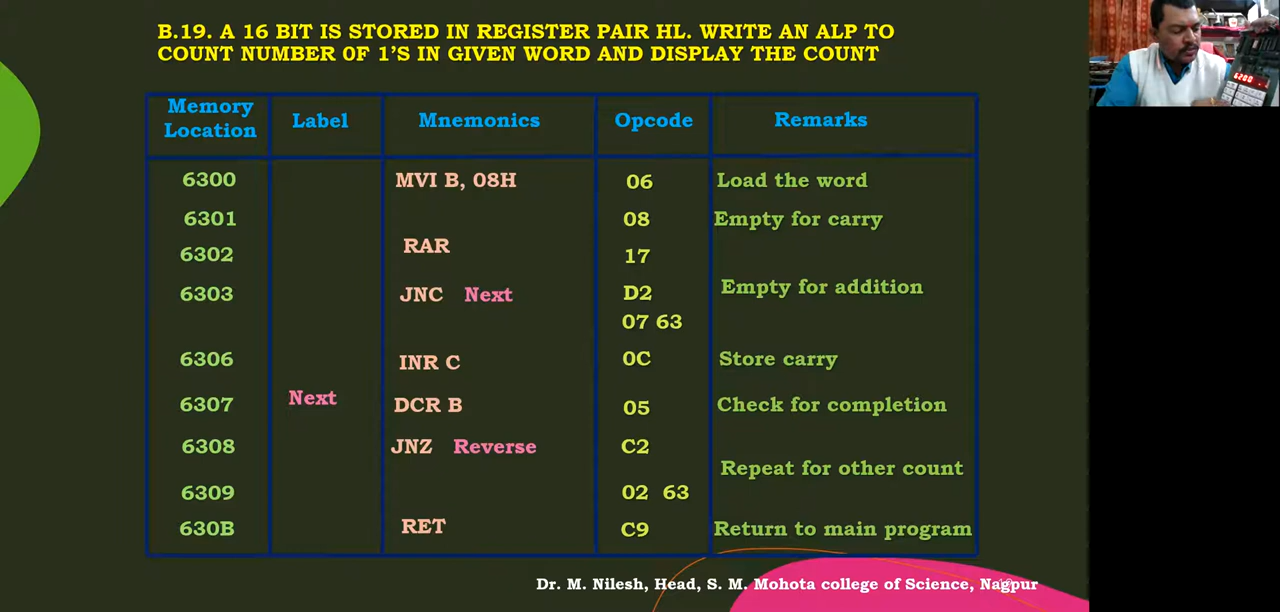 B.19. A 16 BIT IS STORED IN REGISTER PAIR HL. WRITE AN ALP TO
COUNT NUMBER 0F 1'S IN GIVEN WORD AND DISPLAY THE COUNT
Memory Location Label Mnemonics Opcode Remarks
6300 MVI B, 08H 06 Load the word
6301 08 Empty for carry
6302 RAR 17
6303 JNC Next D2 Empty for addition
07 63
6306 INR C 0C Store carry
6307 Next DCR B 05 Check for completion
6308 JNZ Reverse C2
6309 02 63 Repeat for other count
630B RET C9 Return to main program
Dr. M. Nilesh, Head, S. M. Mohota college of Science, Nagpur